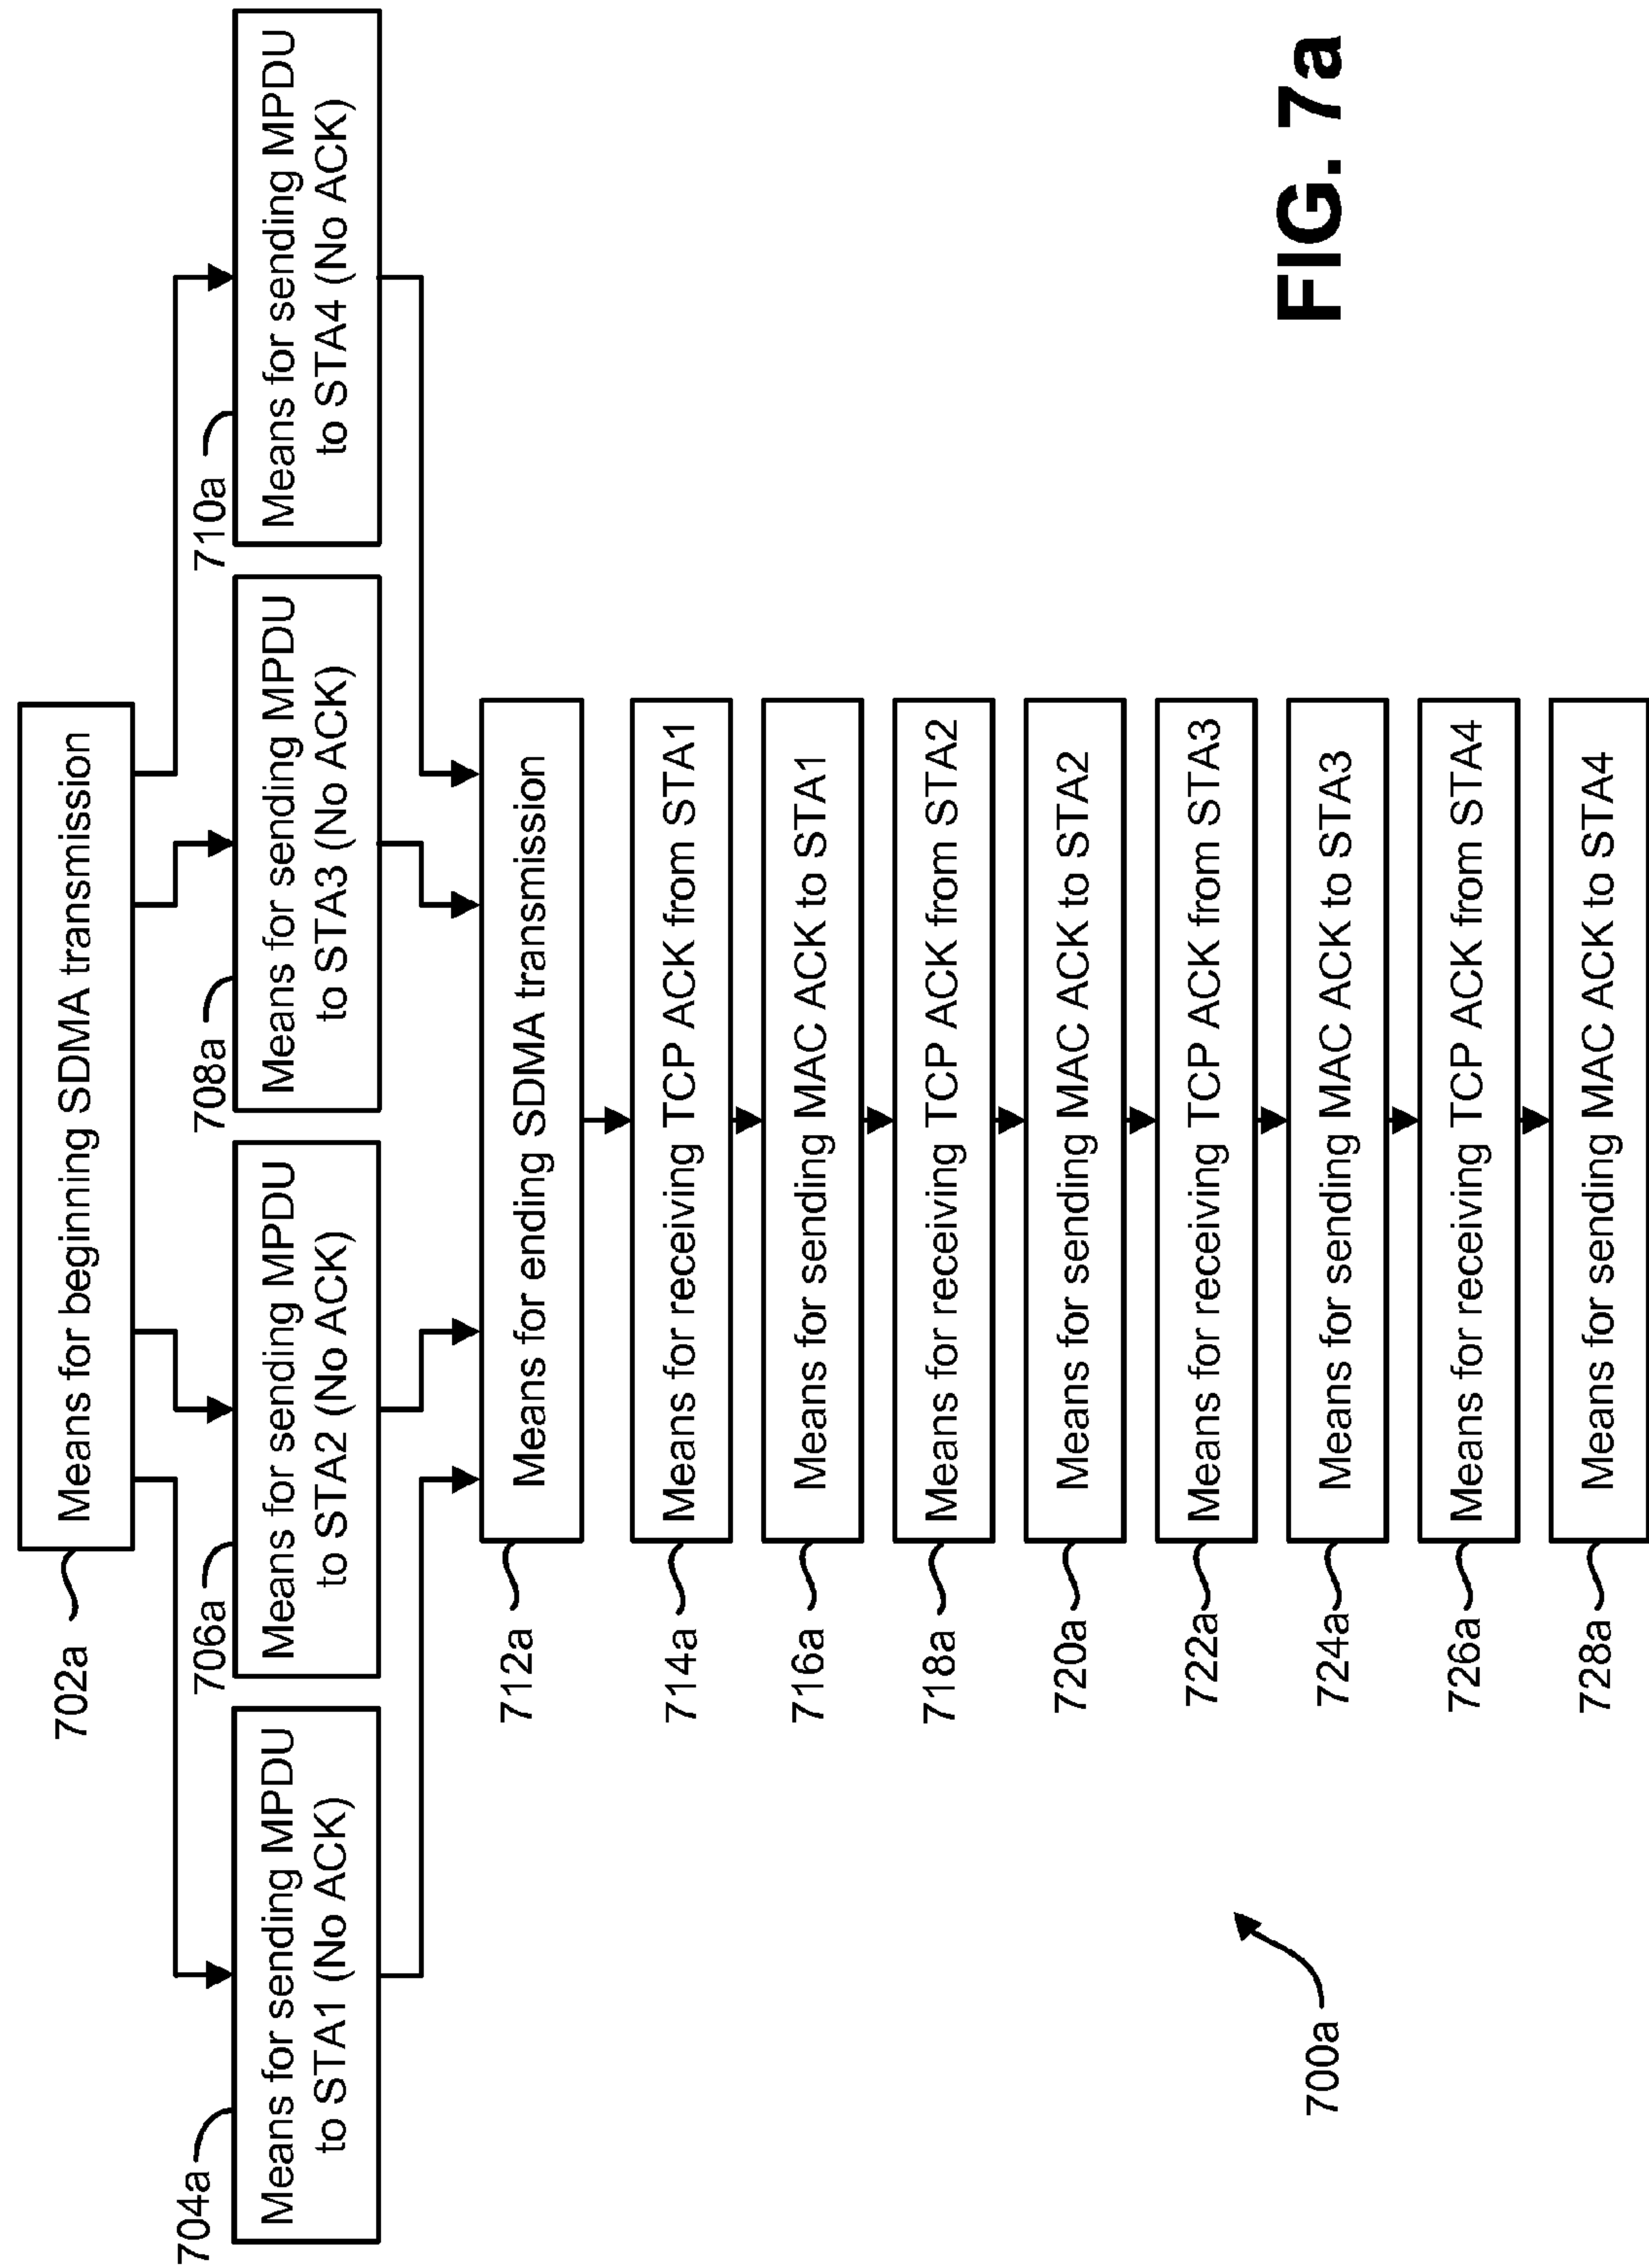 702a
Means for beginning SDMA transmission
704a
Means for sending MPDU
to STA1 (No ACK)
706a
Means for sending MPDU
to STA2 (No ACK)
708a
Means for sending MPDU
to STA3 (No ACK)
710a
Means for sending MPDU
to STA4 (No ACK)
712a
Means for ending SDMA transmission
714a
Means for receiving TCP ACK from STA1
716a
Means for sending MAC ACK to STA1
718a
Means for receiving TCP ACK from STA2
720a
Means for sending MAC ACK to STA2
722a
Means for receiving TCP ACK from STA3
724a
Means for sending MAC ACK to STA3
726a
Means for receiving TCP ACK from STA4
728a
Means for sending MAC ACK to STA4
700a
FIG. 7a